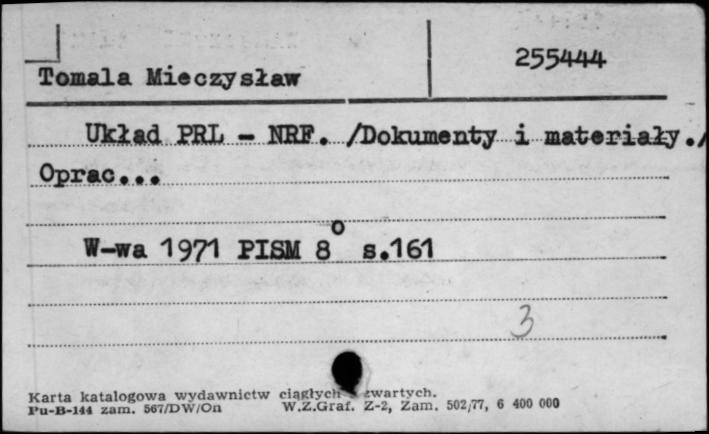 255444
Tomala Mieczysław
Układ PRL - NRF. /Dokumenty i materiały./
Oprac...
W-wa 1971 PISM 8° s.161
3
Karta katalogowa wydawnictw ciągłych zwartych.
Pu-B-144 zam. 567/DW/On W.Z.Graf. Z-2, Zam. 502/77, 6 400 000